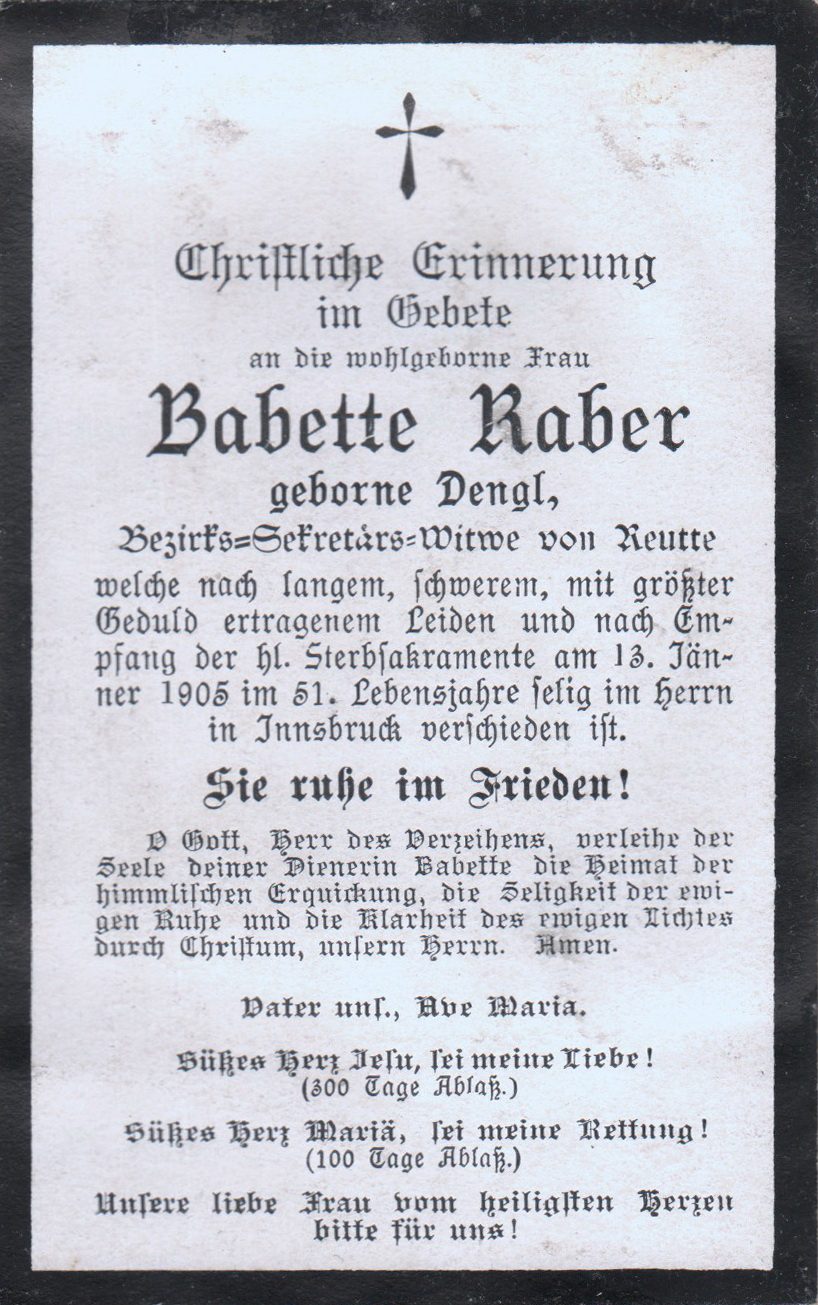 Christliche Erinnerung
im Gebete
an die wohlgeborne Frau
Babette Raber
geborne Dengl,
Bezirks=Sekretärs=Witwe von Reutte
welche nach langem, schwerem, mit größter
Geduld ertragenem Leiden und nach Em-
pfang der hl. Sterbsakramente am 13. Jän-
ner 1905 im 51. Lebensjahre selig im Herrn
in Innsbruck verschieden ist.
Sie ruhe im Frieden!
O Gott, Herr des Verzeihens, verleihe der
Seele deiner Dienerin Babette die Heimat der
himmlischen Erquickung, die Seligkeit der ewi-
gen Ruhe und die Klarheit des ewigen Lichtes
durch Christum, unsern Herrn. Amen.
Vater uns., Ave Maria.
Süßes Herz Jesu, sei meine Liebe!
(300 Tage Ablaß.)
Süßes Herz Mariä, sei meine Rettung!
(100 Tage Ablaß.)
Unsere liebe Frau vom heiligsten Herzen
bitte für uns!